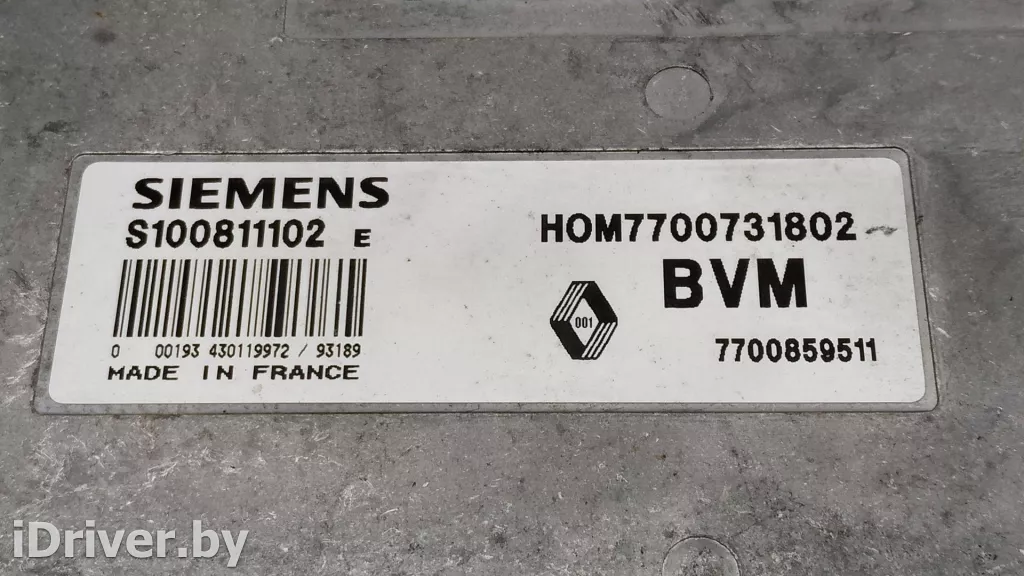 SIEMENS
S100811102 E
0 00193 430119972 / 93189
MADE IN FRANCE
HOM7700731802
BVM
001
7700859511
iDriver.by